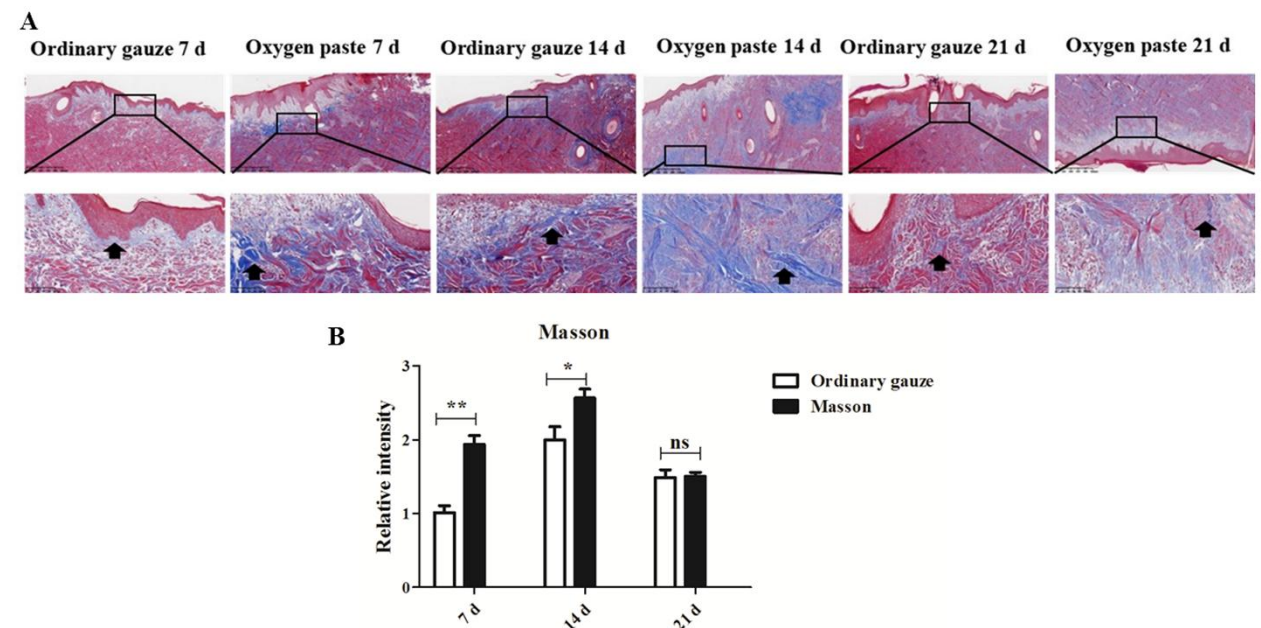 A
Ordinary gauze 7 d Oxygen paste 7 d Ordinary gauze 14 d Oxygen paste 14 d Ordinary gauze 21 d Oxygen paste 21 d
B
Masson
3
2
1
0
Relative intensity
**
*
ns
7 d
14 d
21 d
Ordinary gauze
Masson